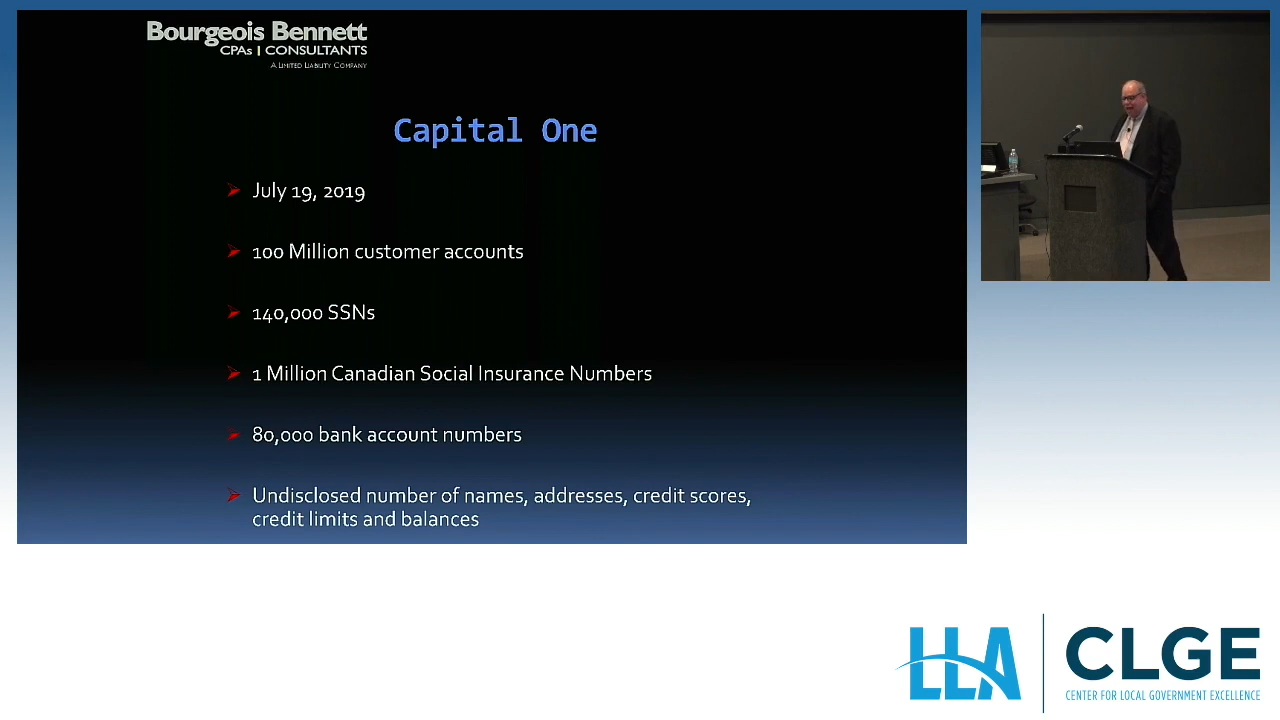 Bourgeois Bennett
CPAs | CONSULTANTS
A LIMITED LIABILITY COMPANY
Capital One
July 19, 2019
100 Million customer accounts
140,000 SSNs
1 Million Canadian Social Insurance Numbers
80,000 bank account numbers
Undisclosed number of names, addresses, credit scores,
credit limits and balances
LLA
CLGE
CENTER FOR LOCAL GOVERNMENT EXCELLENCE